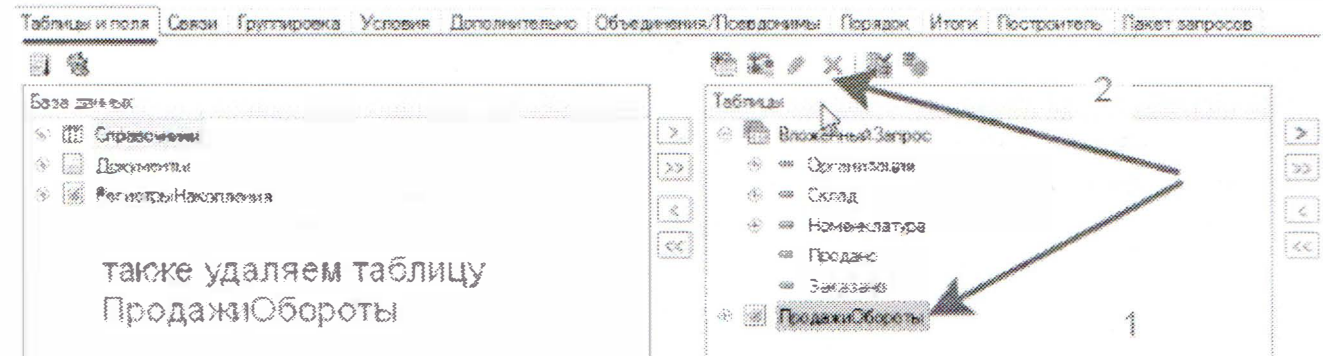 Таблицы и поля Связи Группировка Условия Дополнительно Объединения/Псевдонимы Порядок Итоги Построитель Пакет запросов
2
База данных
Таблицы
Справочники
ВложенныйЗапрос
>
>
Документы
Организация
>>
>>
РегистрыНакопления
Склад
<
<
Номенклатура
<<
<<
Продано
также удаляем таблицу
ПродажиОбороты
Заказано
ПродажиОбороты
1